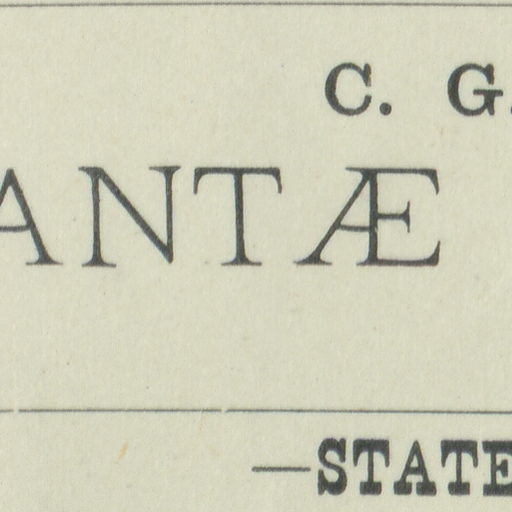 C. G.
ANTÆ
—STATE